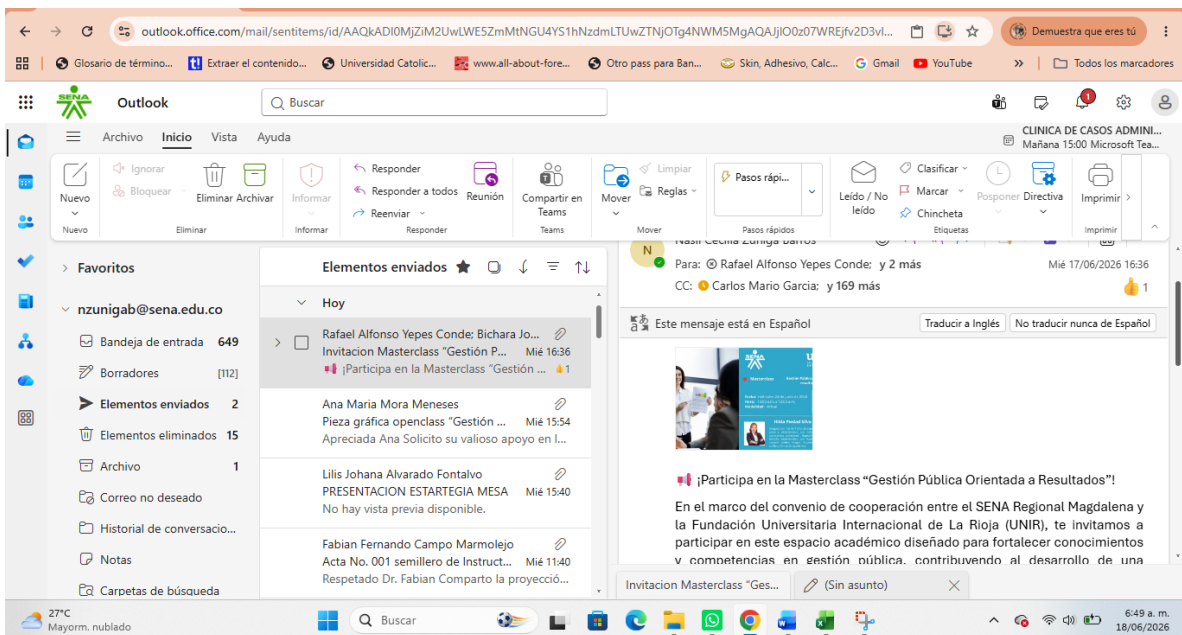 outlook.office.com/mail/sentitems/id/AAQkADI0MjZiM2UwLWE5ZmMtNGU4YS1hNzdmLTUwZTNjOTg4NWM5MgAQAJjlO0z07WREjfv2D3vl...
Demuestra que eres tú
Glosario de término...
Extraer el contenido...
Universidad Catolic...
www.all-about-fore...
Otro pass para Ban...
Skin, Adhesivo, Calc...
Gmail
YouTube
»
Todos los marcadores
SENA
Outlook
Buscar
1
Archivo
Inicio
Vista
Ayuda
CLINICA DE CASOS ADMINI...
Mañana 15:00 Microsoft Tea...
Nuevo
Nuevo
Ignorar
Bloquear
Eliminar
Archivar
Eliminar
Informar
Informar
Responder
Responder a todos
Reenviar
Reunión
Responder
Compartir en
Teams
Teams
Mover
Limpiar
Reglas
Mover
Pasos rápi...
Pasos rápidos
Leído / No
leído
Clasificar
Marcar
Chincheta
Posponer
Directiva
Etiquetas
Imprimir
Imprimir
Favoritos
nzunigab@sena.edu.co
Bandeja de entrada 649
Borradores [112]
Elementos enviados 2
Elementos eliminados 15
Archivo 1
Correo no deseado
Historial de conversacio...
Notas
Carpetas de búsqueda
Elementos enviados
Hoy
Rafael Alfonso Yepes Conde; Bichara Jo...
Invitacion Masterclass "Gestión P... Mié 16:36
¡Participa en la Masterclass "Gestión ... 1
Ana Maria Mora Meneses
Pieza gráfica openclass "Gestión ... Mié 15:54
Apreciada Ana Solicito su valioso apoyo en l...
Lilis Johana Alvarado Fontalvo
PRESENTACION ESTARTEGIA MESA Mié 15:40
No hay vista previa disponible.
Fabian Fernando Campo Marmolejo
Acta No. 001 semillero de Instruct... Mié 11:40
Respetado Dr. Fabian Comparto la proyecció...
N
Para: Rafael Alfonso Yepes Conde; y 2 más
Mié 17/06/2026 16:36
CC: Carlos Mario Garcia; y 169 más
1
Este mensaje está en Español
Traducir a Inglés
No traducir nunca de Español
SENA
¡Participa en la Masterclass “Gestión Pública Orientada a Resultados”!
En el marco del convenio de cooperación entre el SENA Regional Magdalena y
la Fundación Universitaria Internacional de La Rioja (UNIR), te invitamos a
participar en este espacio académico diseñado para fortalecer conocimientos
y competencias en gestión pública, contribuyendo al desarrollo de una
Invitacion Masterclass "Ges...
(Sin asunto)
27°C
Mayorm. nublado
Buscar
6:49 a. m.
18/06/2026